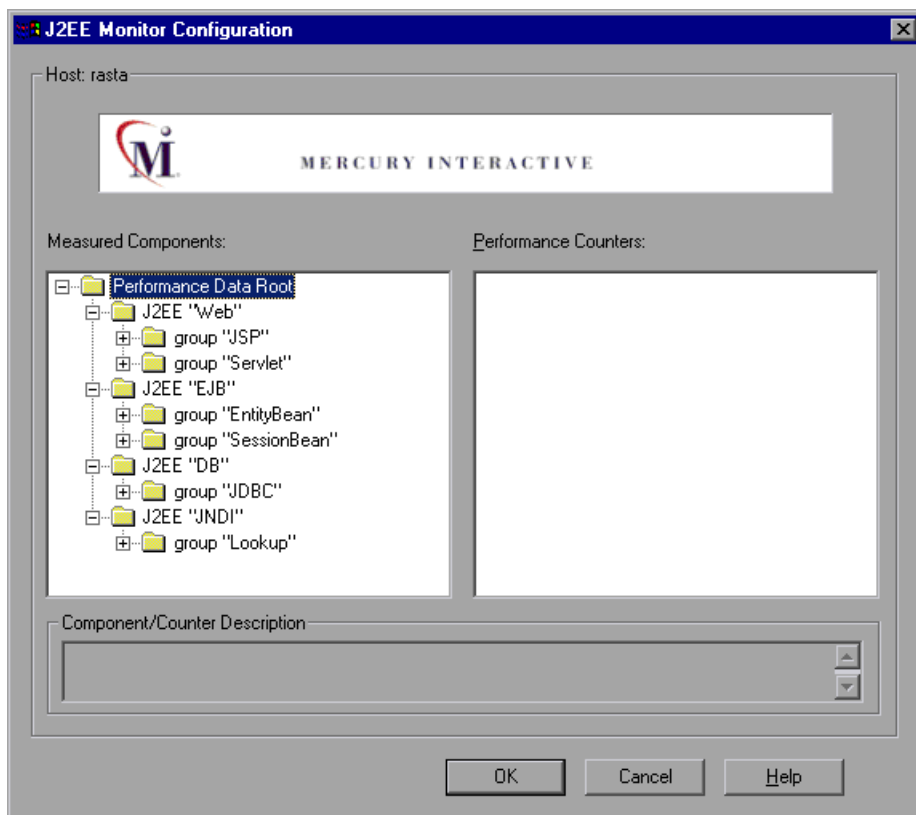 J2EE Monitor Configuration
Host: rasta
M
MERCURY INTERACTIVE
Measured Components:
Performance Counters:
Performance Data Root
J2EE "Web"
group "JSP"
group "Servlet"
J2EE "EJB"
group "EntityBean"
group "SessionBean"
J2EE "DB"
group "JDBC"
J2EE "JNDI"
group "Lookup"
Component/Counter Description
OK
Cancel
Help